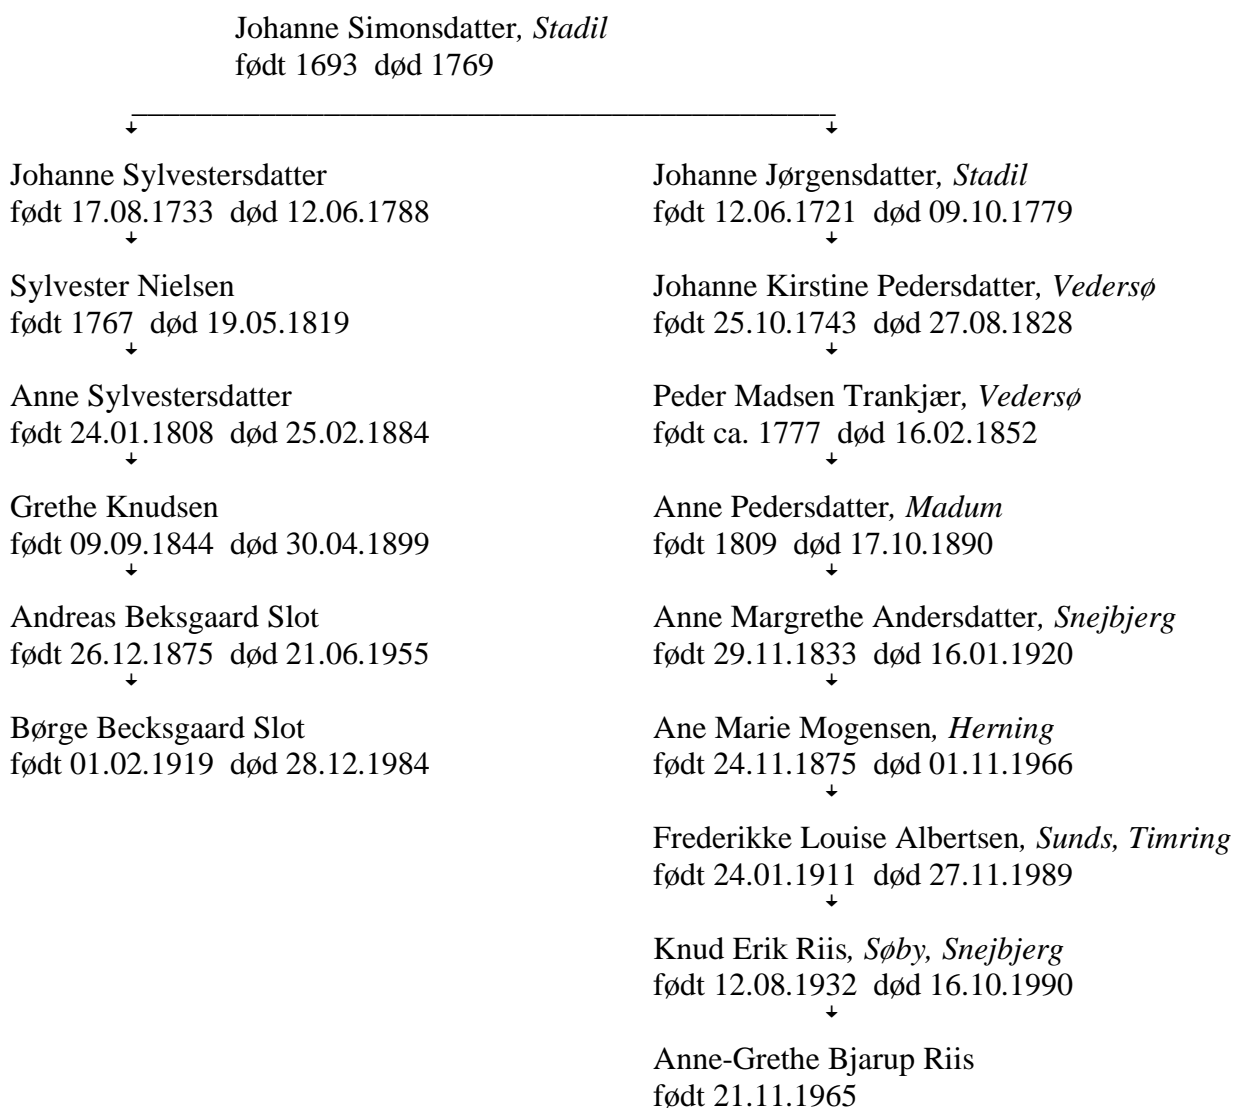 Johanne Simonsdatter, Stadil
født 1693 død 1769
Johanne Sylvestersdatter
født 17.08.1733 død 12.06.1788
Sylvester Nielsen
født 1767 død 19.05.1819
Anne Sylvestersdatter
født 24.01.1808 død 25.02.1884
Grethe Knudsen
født 09.09.1844 død 30.04.1899
Andreas Beksgaard Slot
født 26.12.1875 død 21.06.1955
Børge Becksgaard Slot
født 01.02.1919 død 28.12.1984
Johanne Jørgensdatter, Stadil
født 12.06.1721 død 09.10.1779
Johanne Kirstine Pedersdatter, Vedersø
født 25.10.1743 død 27.08.1828
Peder Madsen Trankjær, Vedersø
født ca. 1777 død 16.02.1852
Anne Pedersdatter, Madum
født 1809 død 17.10.1890
Anne Margrethe Andersdatter, Snejbjerg
født 29.11.1833 død 16.01.1920
Ane Marie Mogensen, Herning
født 24.11.1875 død 01.11.1966
Frederikke Louise Albertsen, Sunds, Timring
født 24.01.1911 død 27.11.1989
Knud Erik Riis, Søby, Snejbjerg
født 12.08.1932 død 16.10.1990
Anne-Grethe Bjarup Riis
født 21.11.1965